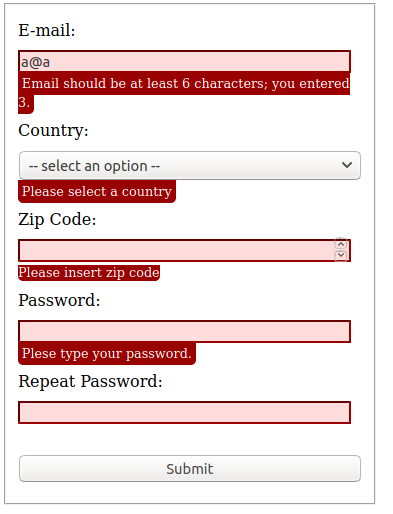 E-mail:
a@a
Email should be at least 6 characters; you entered
3.
Country:
-- select an option --
Please select a country
Zip Code:
Please insert zip code
Password:
Plese type your password.
Repeat Password:
Submit